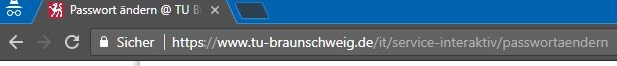 Passwort ändern @ TU B
Sicher https://www.tu-braunschweig.de/it/service-interaktiv/passwortaendern